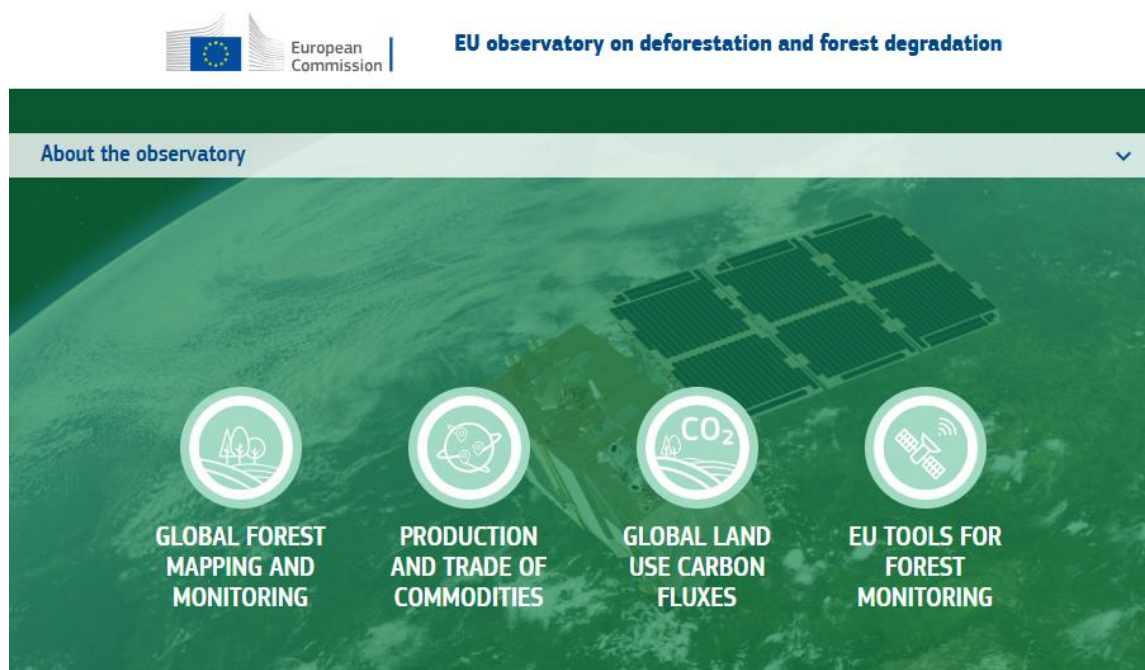 European
Commission
EU observatory on deforestation and forest degradation
About the observatory
CO₂
GLOBAL FOREST
MAPPING AND
MONITORING
PRODUCTION
AND TRADE OF
COMMODITIES
GLOBAL LAND
USE CARBON
FLUXES
EU TOOLS FOR
FOREST
MONITORING